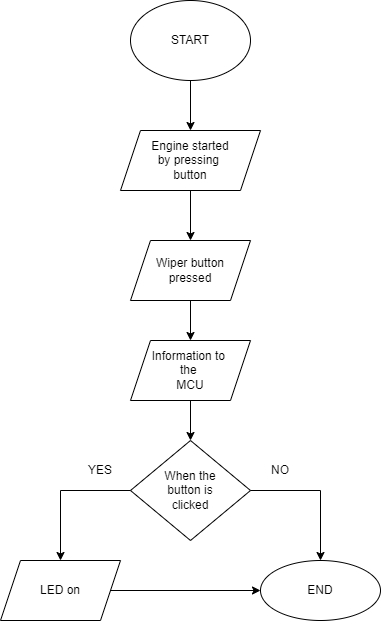 START
Engine started
by pressing
button
Wiper button
pressed
Information to
the
MCU
YES
NO
When the
button is
clicked
LED on
END